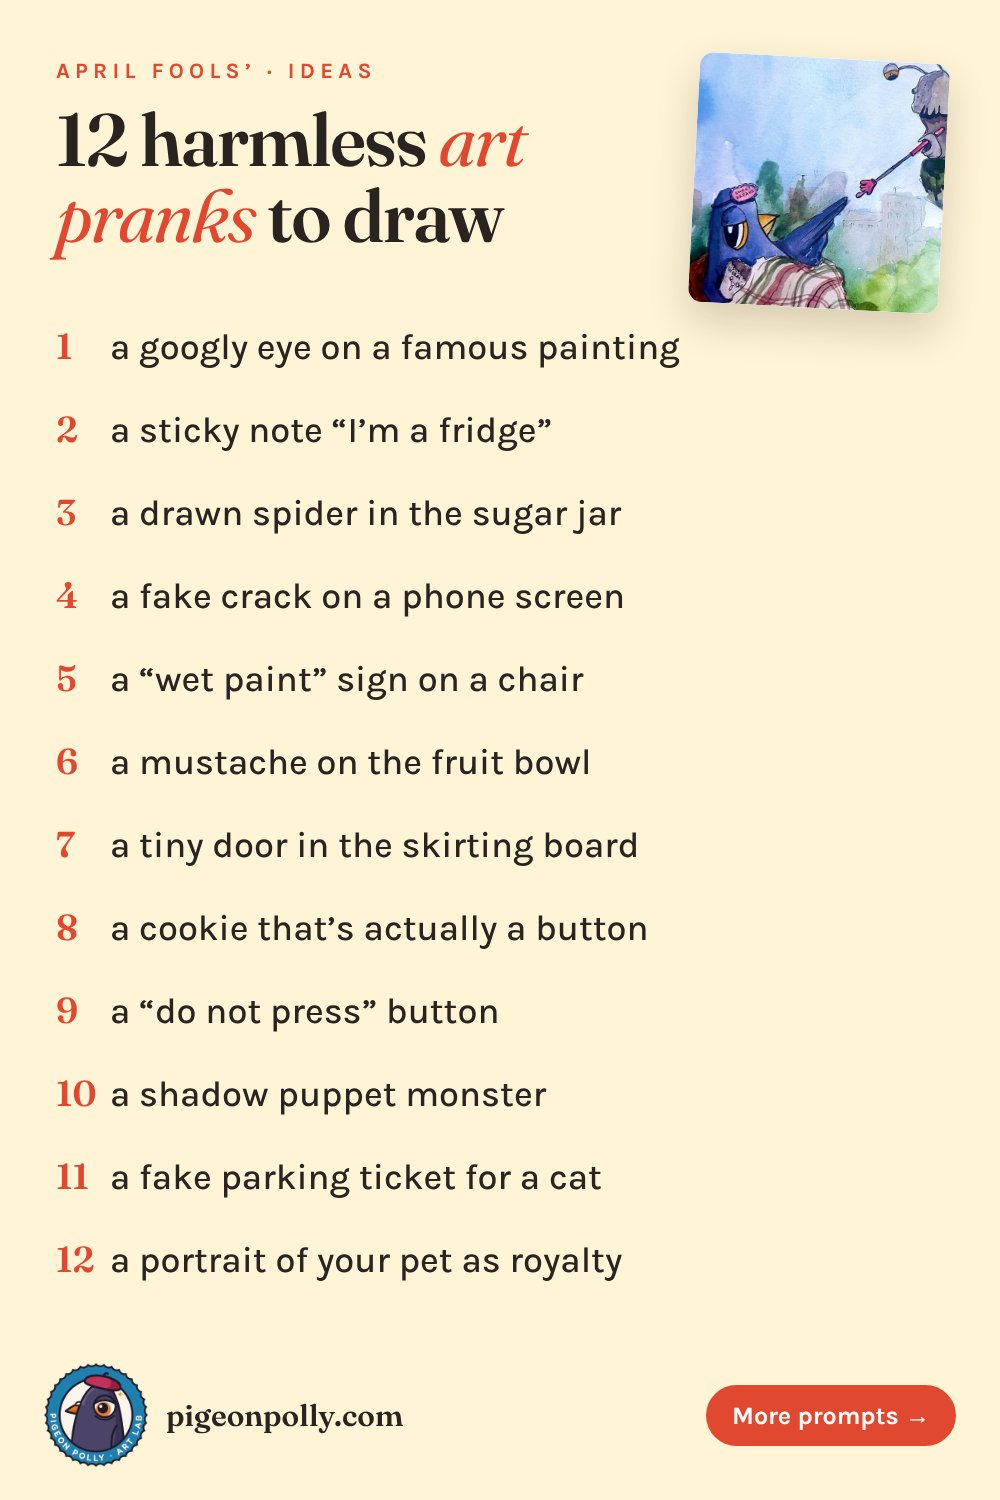 APRIL FOOLS’ · IDEAS
12 harmless art
pranks to draw
1 a googly eye on a famous painting
2 a sticky note “I’m a fridge”
3 a drawn spider in the sugar jar
4 a fake crack on a phone screen
5 a “wet paint” sign on a chair
6 a mustache on the fruit bowl
7 a tiny door in the skirting board
8 a cookie that’s actually a button
9 a “do not press” button
10 a shadow puppet monster
11 a fake parking ticket for a cat
12 a portrait of your pet as royalty
PIGEON POLLY · ART LAB
pigeonpolly.com
More prompts →